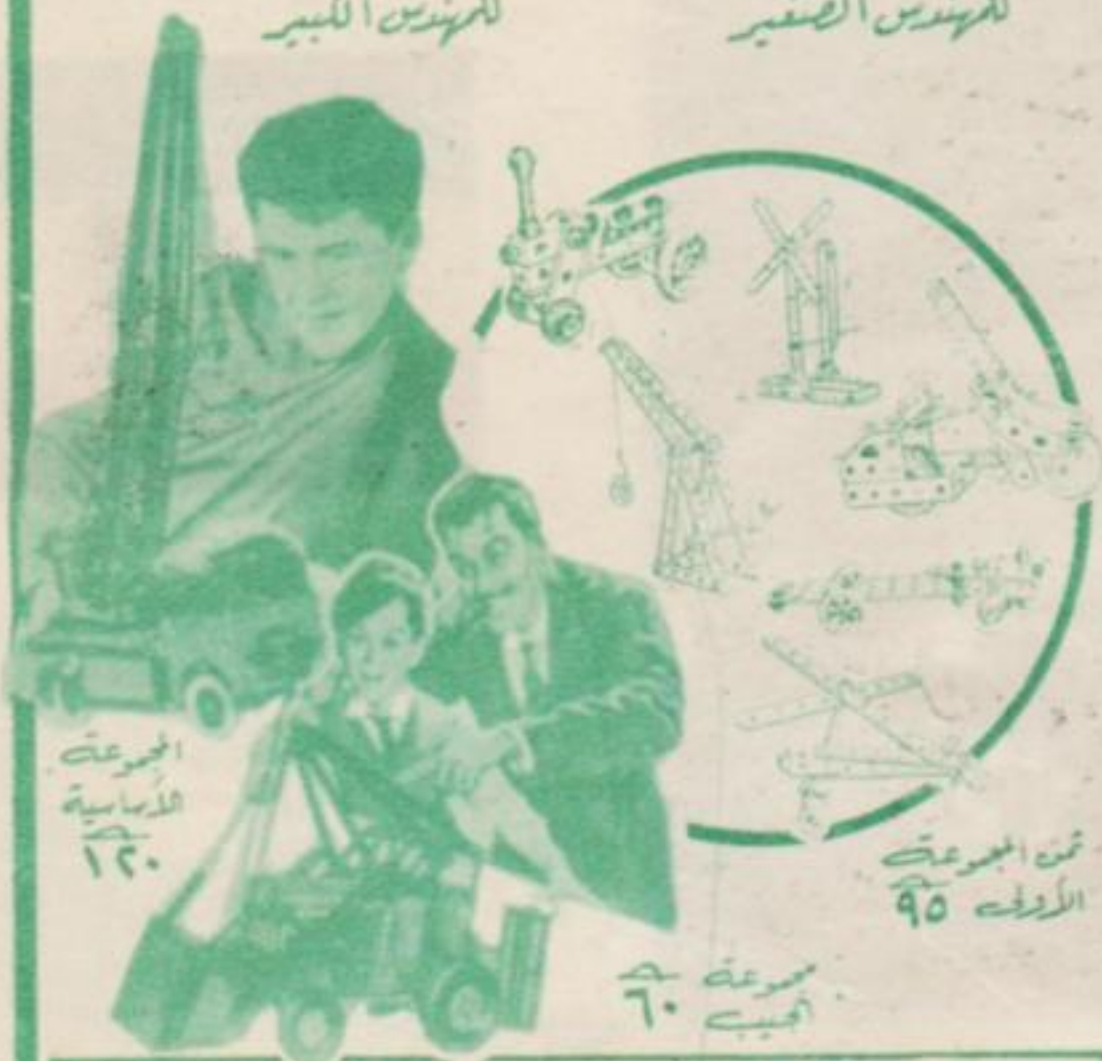 للمهندس الصغير
للمهندس الكبير
المجموعة
الأساسية
١٢٠
ثمن المجموعة
الأولى ٩٥
مجموعة
الجيب ٦٠